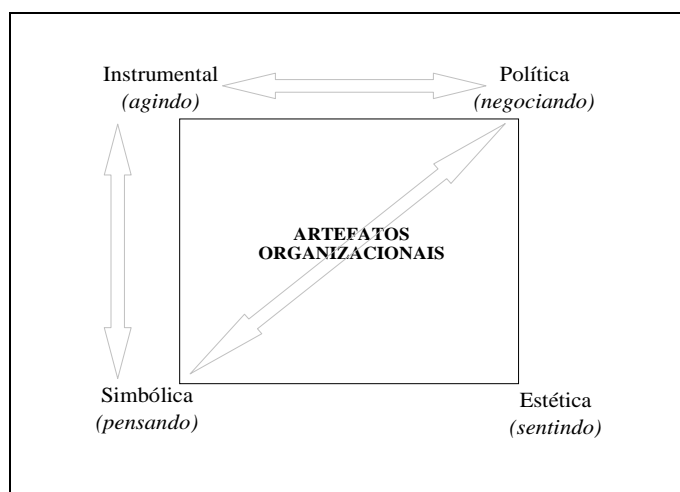 Instrumental
(agindo)
Política
(negociando)
ARTEFATOS
ORGANIZACIONAIS
Simbólica
(pensando)
Estética
(sentindo)